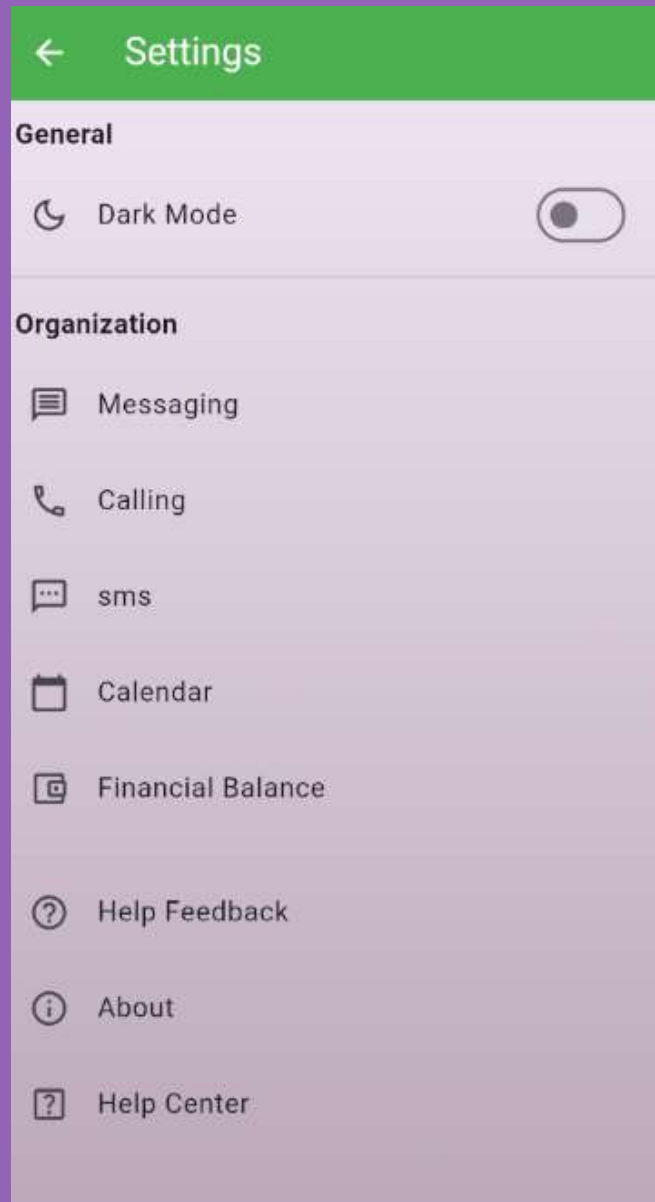 Settings
General
Dark Mode
Organization
Messaging
Calling
sms
Calendar
Financial Balance
Help Feedback
About
Help Center